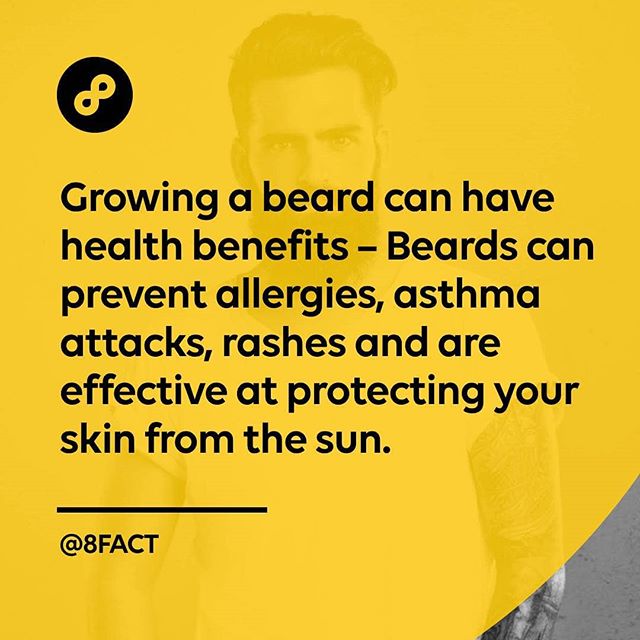 Growing a beard can have
health benefits – Beards can
prevent allergies, asthma
attacks, rashes and are
effective at protecting your
skin from the sun.
@8FACT